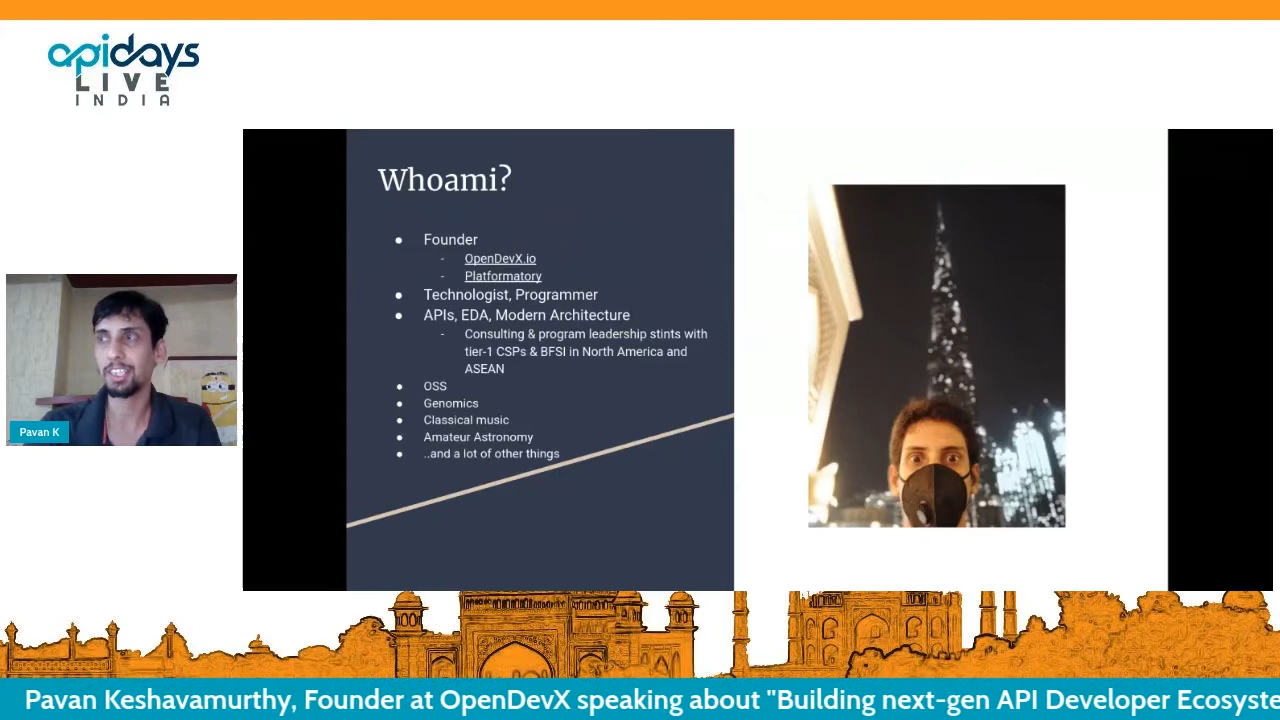 apidays
LIVE
INDIA
Whoami?
● Founder
- OpenDevX.io
- Platformatory
● Technologist, Programmer
● APIs, EDA, Modern Architecture
- Consulting & program leadership stints with
tier-1 CSPs & BFSI in North America and
ASEAN
● OSS
● Genomics
● Classical music
● Amateur Astronomy
● ..and a lot of other things
Pavan K
Pavan Keshavamurthy, Founder at OpenDevX speaking about "Building next-gen API Developer Ecosyste